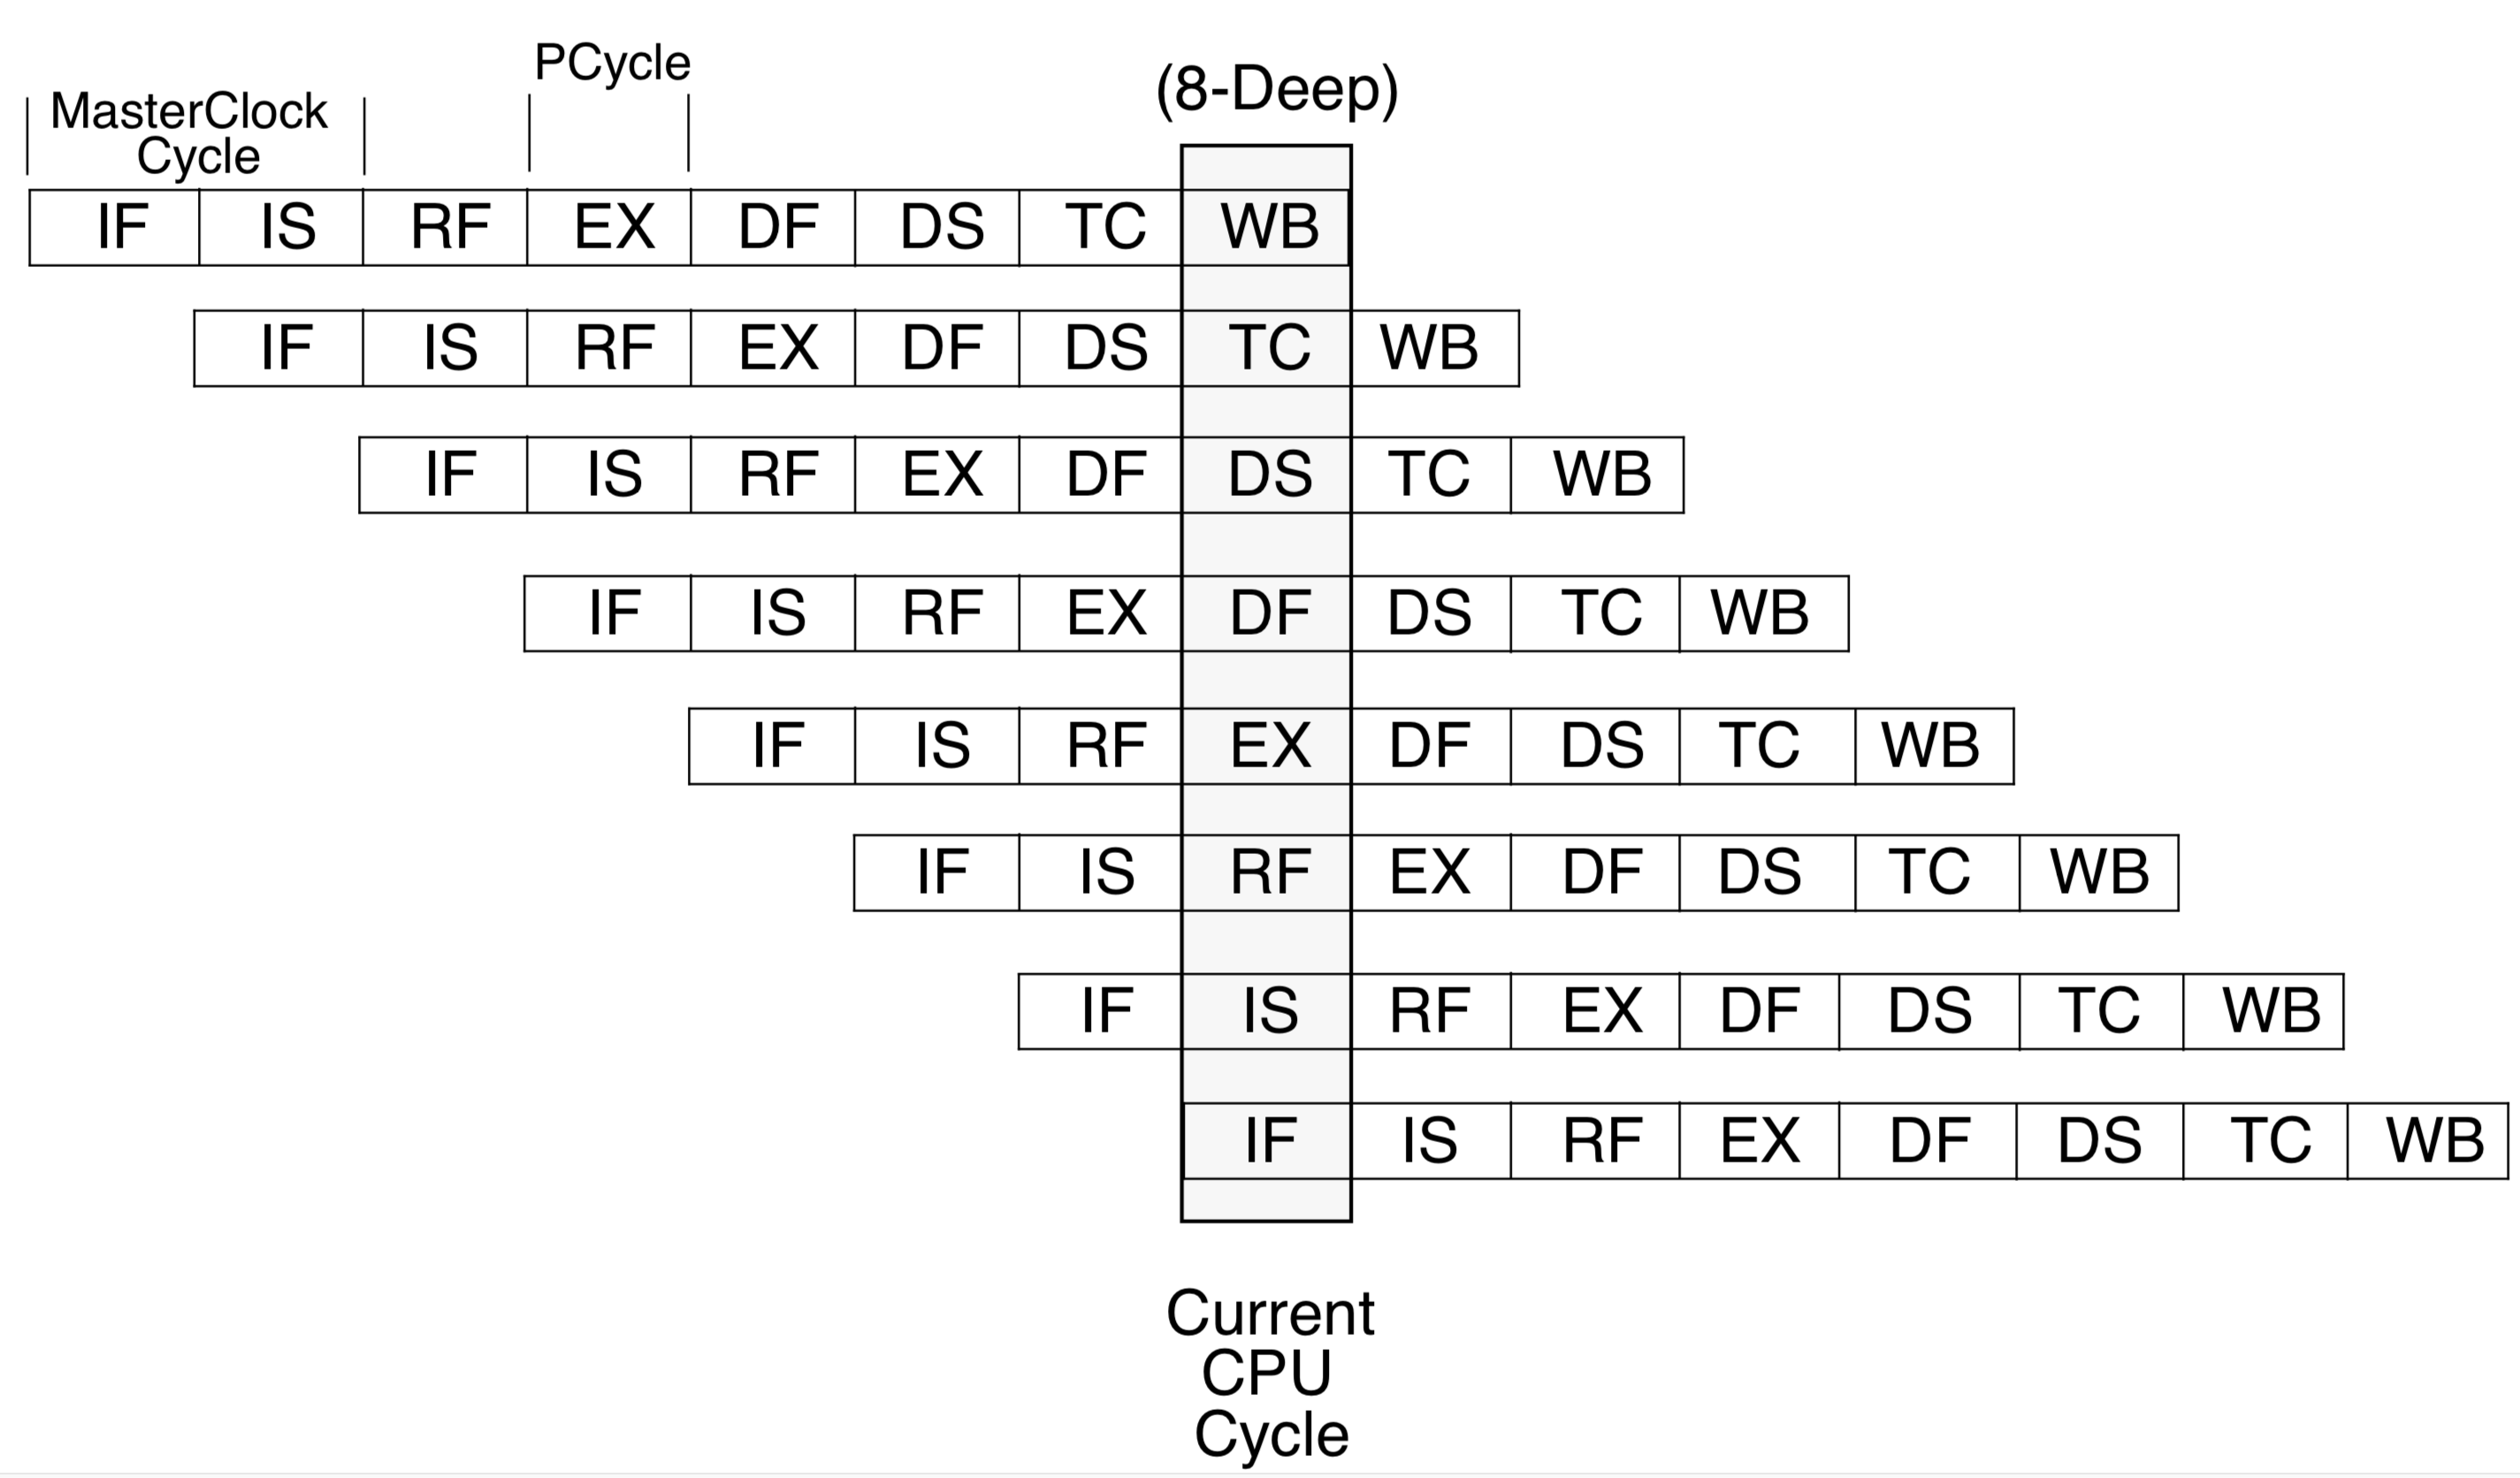 PCycle
MasterClock
Cycle
(8-Deep)
IF IS RF EX DF DS TC WB
IF IS RF EX DF DS TC WB
IF IS RF EX DF DS TC WB
IF IS RF EX DF DS TC WB
IF IS RF EX DF DS TC WB
IF IS RF EX DF DS TC WB
IF IS RF EX DF DS TC WB
IF IS RF EX DF DS TC WB
Current
CPU
Cycle